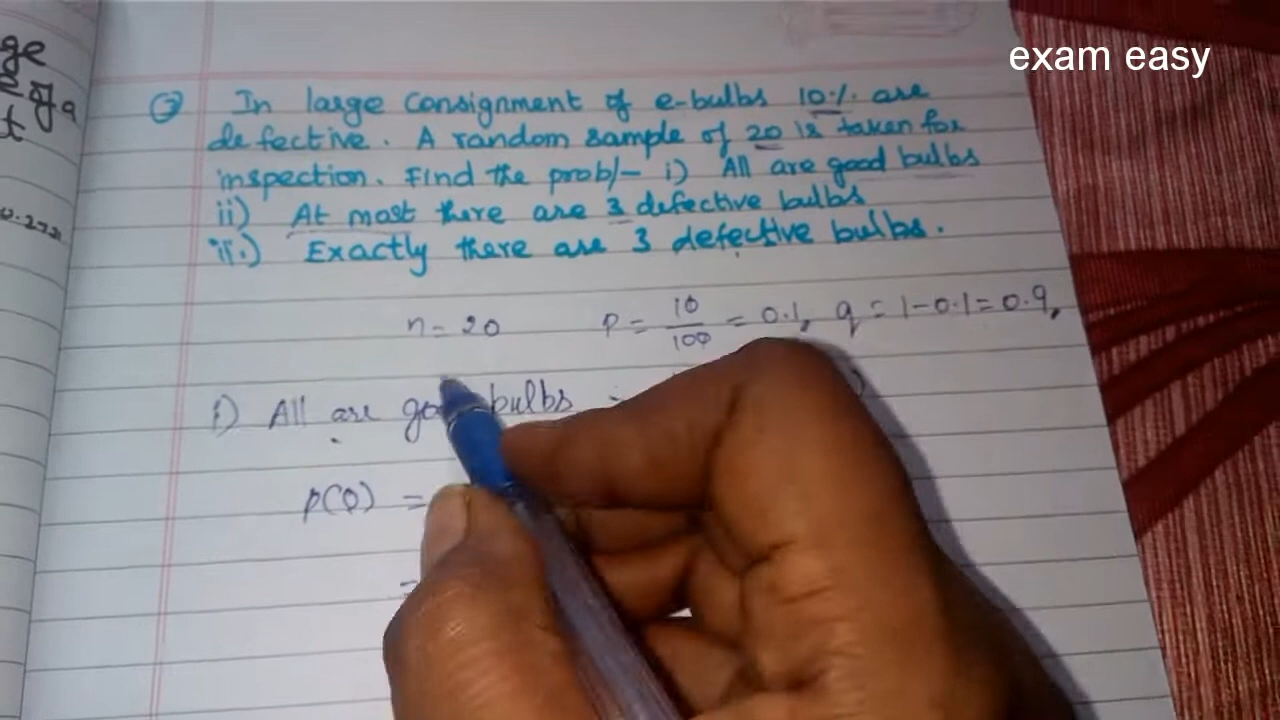 exam easy
ge
t
③ In large consignment of e-bulbs 10% are
defective. A random sample of 20 is taken for
inspection. Find the prob/- i) All are good bulbs
ii) At most there are 3 defective bulbs
iii.) Exactly there are 3 defective bulbs.
n = 20 p = 10/100 = 0.1, q = 1-0.1 = 0.9,
i) All are bulbs :-
p(0) =
=